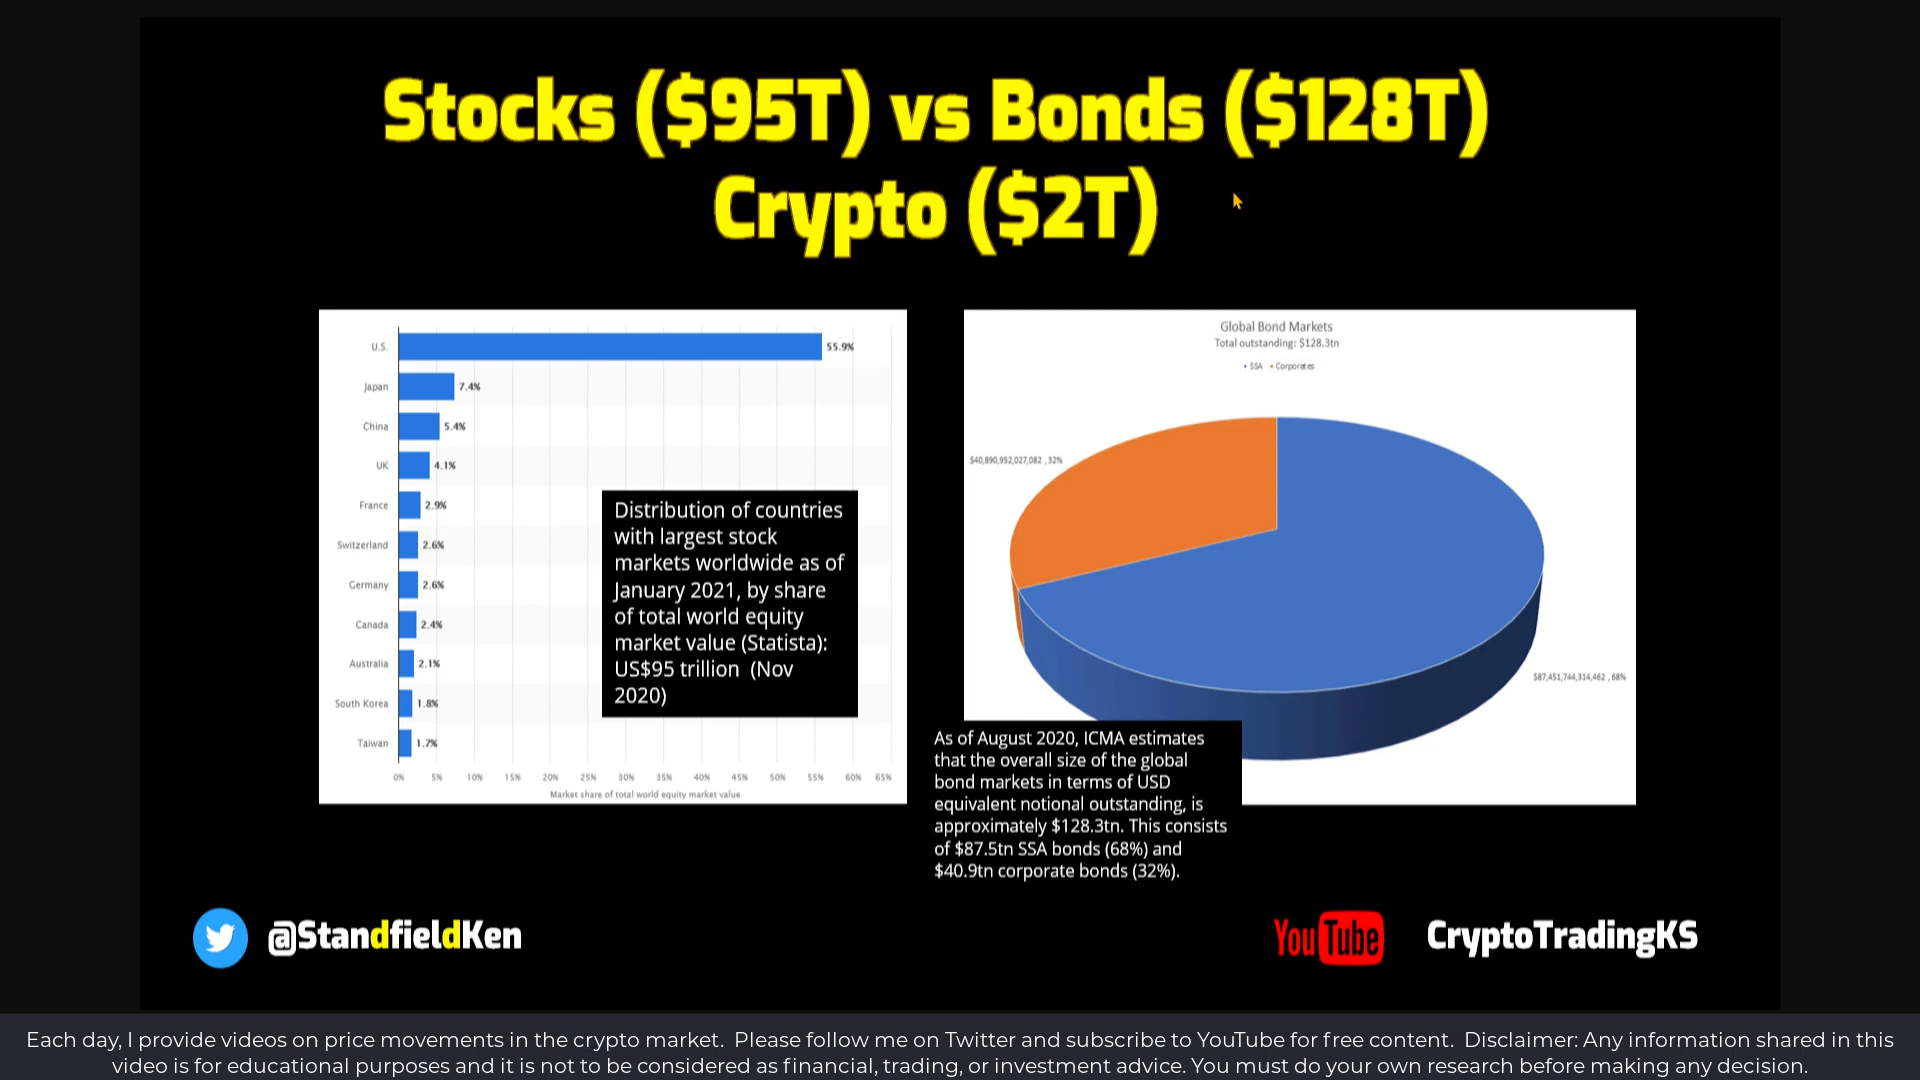 Stocks ($95T) vs Bonds ($128T)
Crypto ($2T)
U.S.
55.9%
Japan
7.4%
China
5.4%
UK
4.1%
France
2.9%
Switzerland
2.6%
Germany
2.6%
Canada
2.4%
Australia
2.1%
South Korea
1.8%
Taiwan
1.7%
0% 5% 10% 15% 20% 25% 30% 35% 40% 45% 50% 55% 60% 65%
Market share of total world equity market value
Distribution of countries
with largest stock
markets worldwide as of
January 2021, by share
of total world equity
market value (Statista):
US$95 trillion (Nov
2020)
Global Bond Markets
Total outstanding: $128.3tn
SSA Corporates
$40,890,952,027,082 , 32%
$87,451,744,314,462 , 68%
As of August 2020, ICMA estimates
that the overall size of the global
bond markets in terms of USD
equivalent notional outstanding, is
approximately $128.3tn. This consists
of $87.5tn SSA bonds (68%) and
$40.9tn corporate bonds (32%).
@StandfieldKen
YouTube
CryptoTradingKS
Each day, I provide videos on price movements in the crypto market. Please follow me on Twitter and subscribe to YouTube for free content. Disclaimer: Any information shared in this
video is for educational purposes and it is not to be considered as financial, trading, or investment advice. You must do your own research before making any decision.